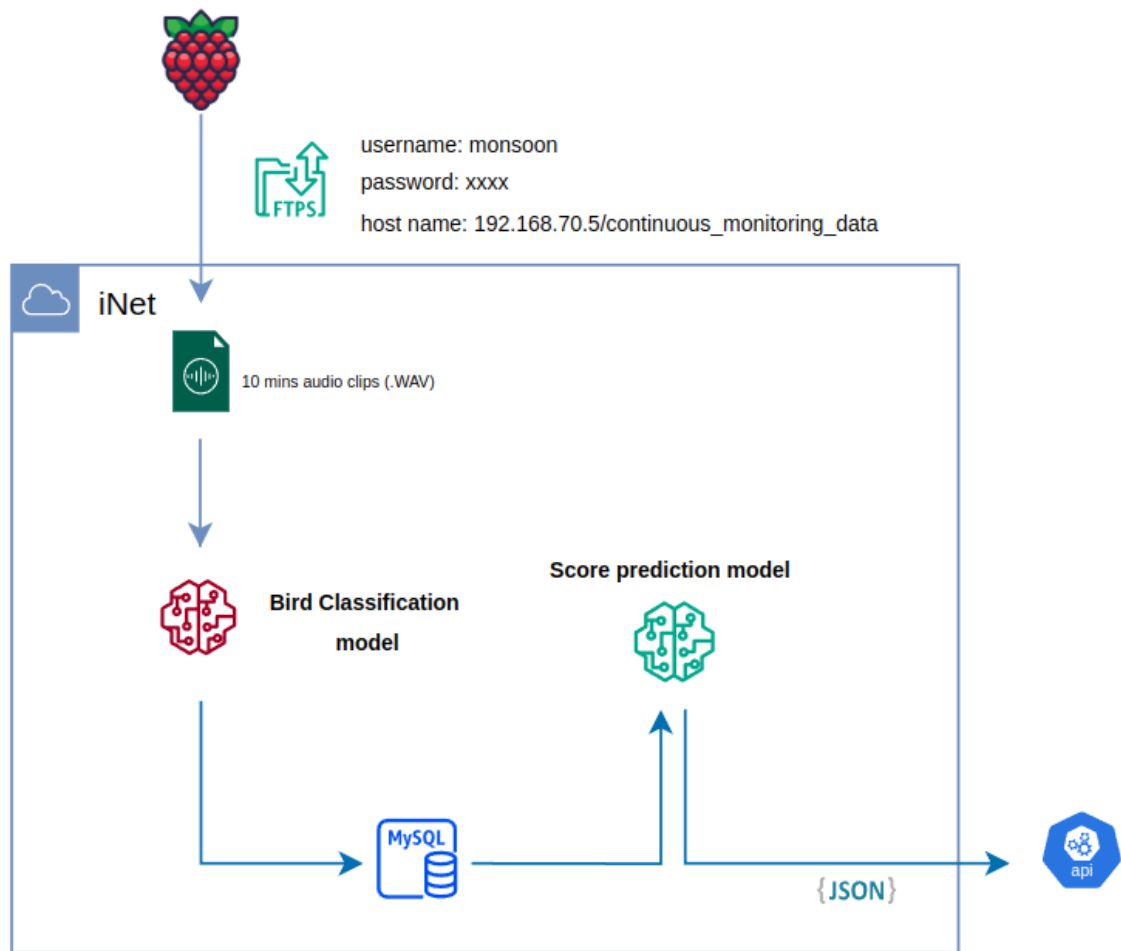 username: monsoon
password: xxxx
FTPS
host name: 192.168.70.5/continuous_monitoring_data
iNet
10 mins audio clips (.WAV)
Score prediction model
Bird Classification
model
MySQL
{JSON}
api